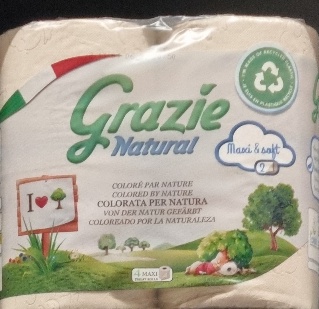 Grazie
Natural
Maxi & soft
2
I
COLORÉ PAR NATURE
COLORED BY NATURE
COLORATA PER NATURA
VON DER NATUR GEFÄRBT
COLOREADO POR LA NATURALEZA
4 MAXI